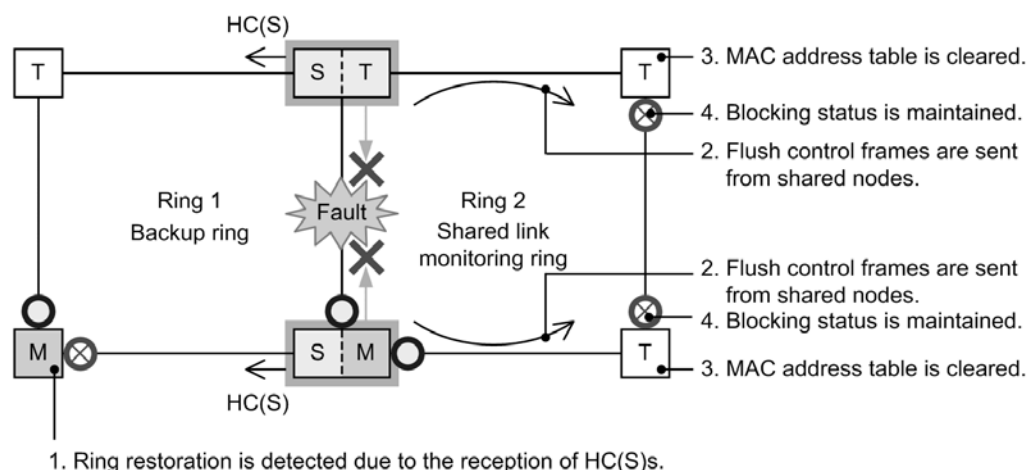 HC(S)
T
S
T
T
3. MAC address table is cleared.
4. Blocking status is maintained.
2. Flush control frames are sent
from shared nodes.
Ring 1
Backup ring
Fault
Ring 2
Shared link
monitoring ring
2. Flush control frames are sent
from shared nodes.
4. Blocking status is maintained.
M
S
M
T
3. MAC address table is cleared.
HC(S)
1. Ring restoration is detected due to the reception of HC(S)s.